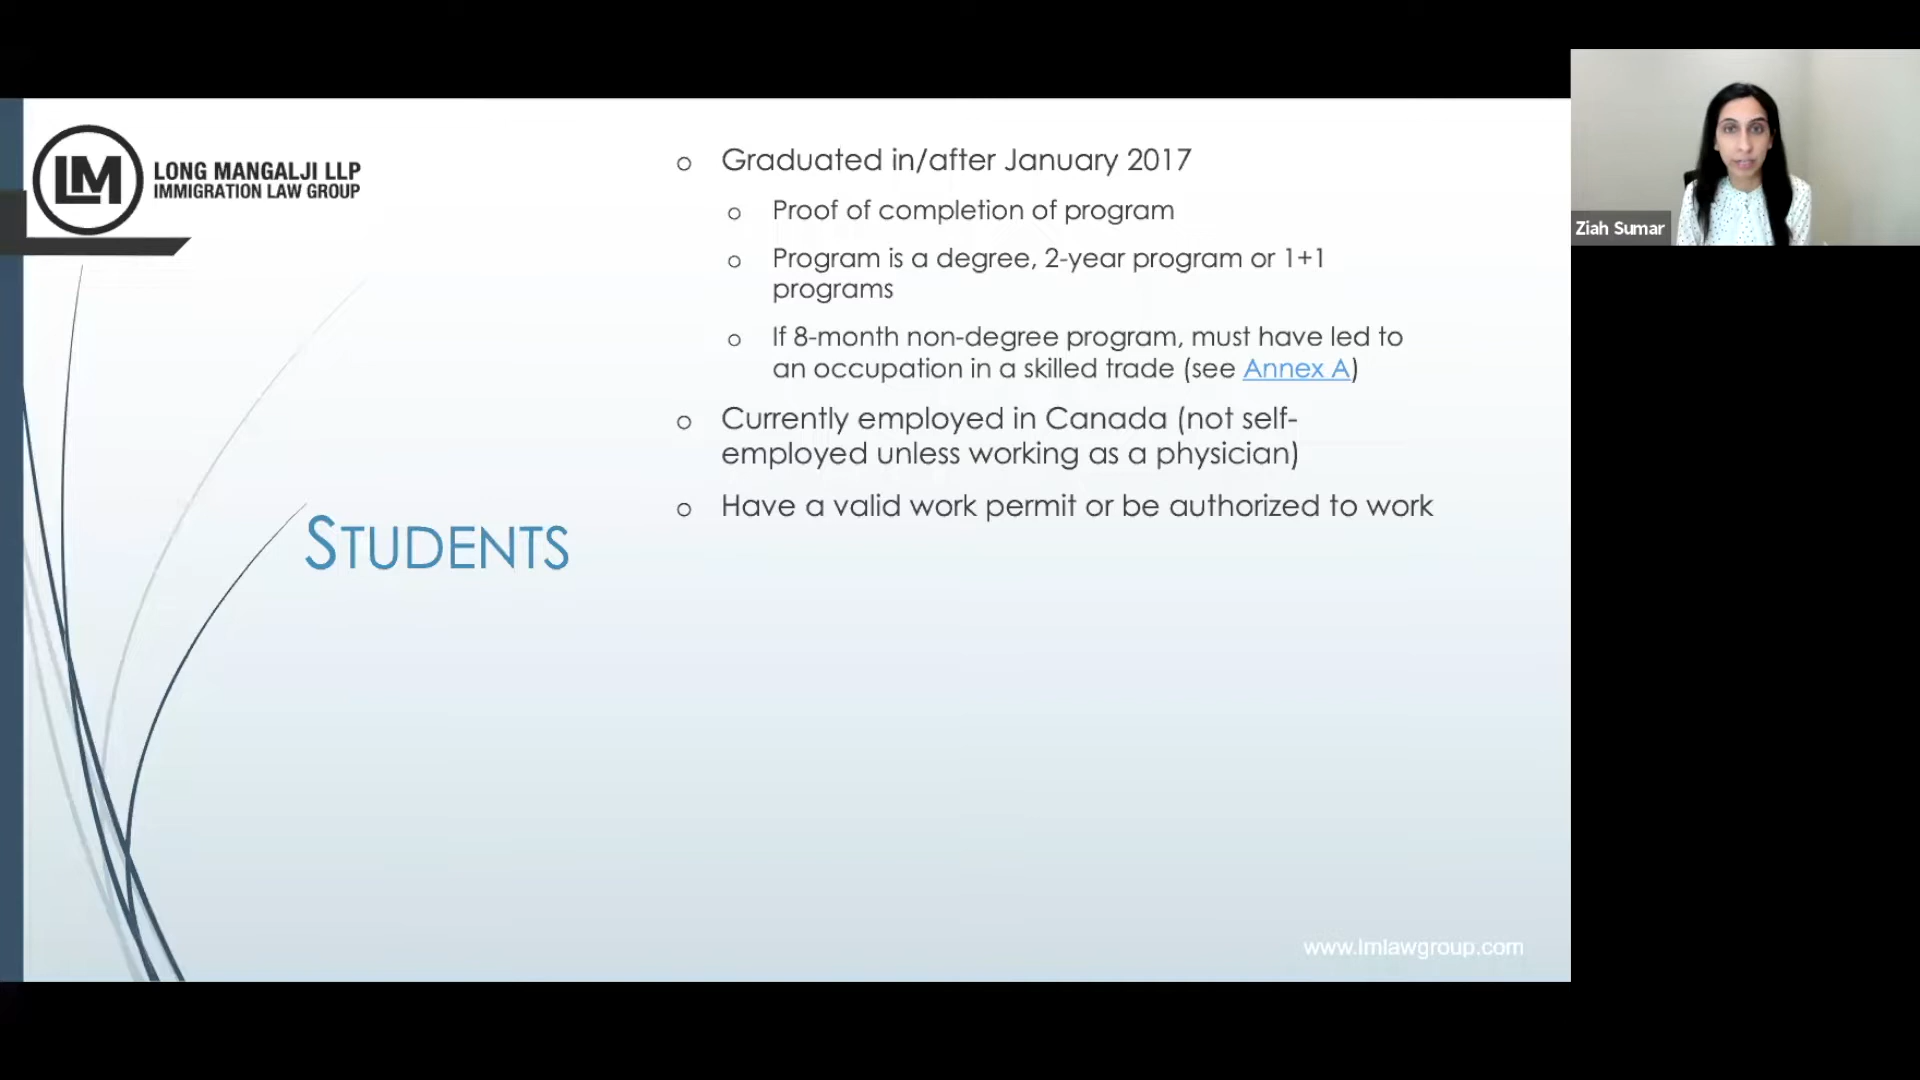 LM
LONG MANGALJI LLP
IMMIGRATION LAW GROUP
STUDENTS
o Graduated in/after January 2017
o Proof of completion of program
o Program is a degree, 2-year program or 1+1
programs
o If 8-month non-degree program, must have led to
an occupation in a skilled trade (see Annex A)
o Currently employed in Canada (not self-
employed unless working as a physician)
o Have a valid work permit or be authorized to work
www.lmlawgroup.com
Ziah Sumar